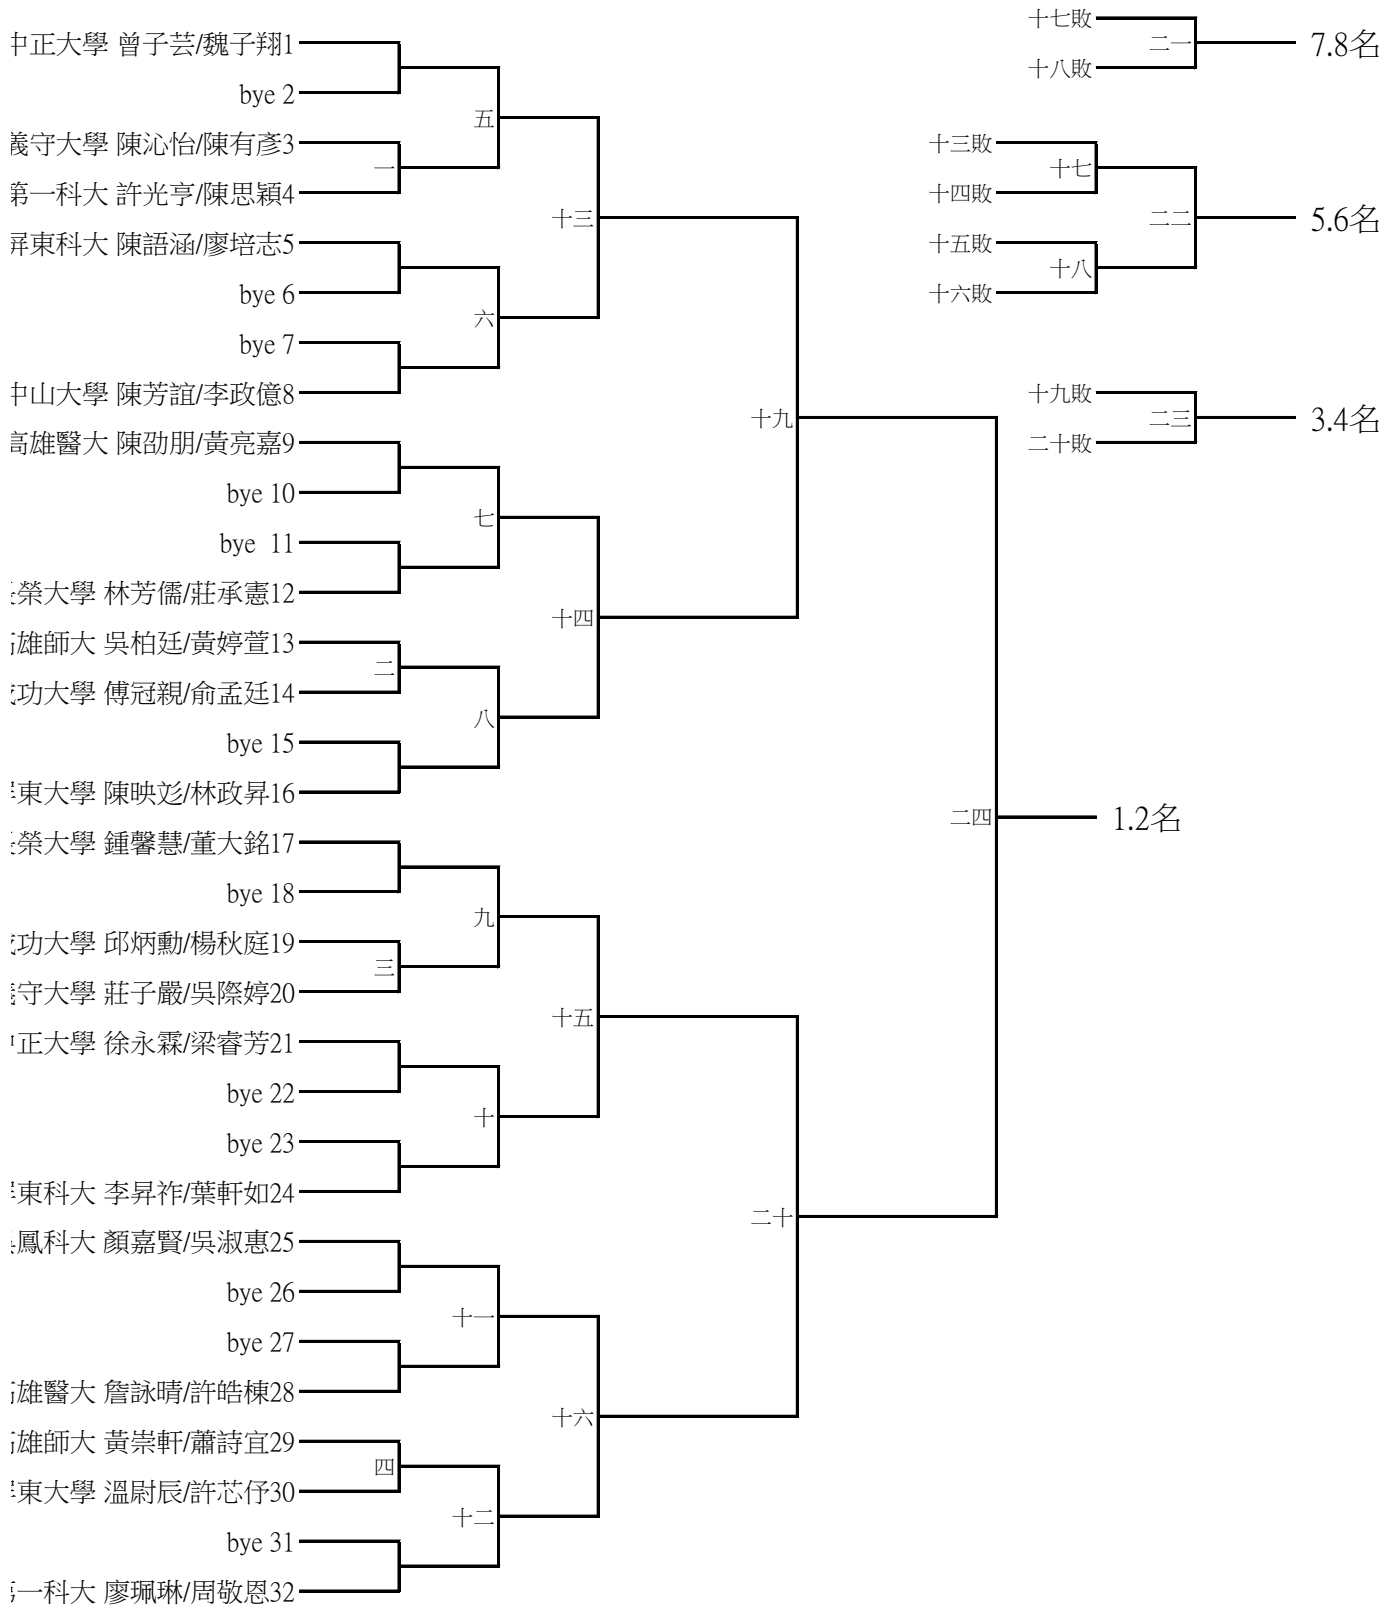 中正大學 曾子芸/魏子翔1
bye 2
義守大學 陳沁怡/陳有彥3
第一科大 許光亨/陳思穎4
屏東科大 陳語涵/廖培志5
bye 6
bye 7
中山大學 陳芳誼/李政億8
高雄醫大 陳劭朋/黃亮嘉9
bye 10
bye 11
榮大學 林芳儒/莊承憲12
雄師大 吳柏廷/黃婷萱13
功大學 傅冠親/俞孟廷14
bye 15
東大學 陳映彣/林政昇16
榮大學 鍾馨慧/董大銘17
bye 18
功大學 邱炳勳/楊秋庭19
守大學 莊子嚴/吳際婷20
正大學 徐永霖/梁睿芳21
bye 22
bye 23
東科大 李昇祚/葉軒如24
鳳科大 顏嘉賢/吳淑惠25
bye 26
bye 27
雄醫大 詹詠晴/許皓棟28
雄師大 黃崇軒/蕭詩宜29
東大學 溫尉辰/許芯伃30
bye 31
一科大 廖珮琳/周敬恩32
一
二
三
四
五
六
七
八
九
十
十一
十二
十三
十四
十五
十六
十九
二十
二四
1.2名
十七敗
十八敗
二一
7.8名
十三敗
十四敗
十五敗
十六敗
十七
十八
二二
5.6名
十九敗
二十敗
二三
3.4名